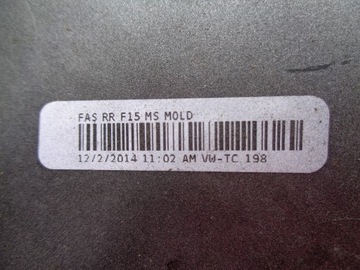 FAS RR F15 MS MOLD
12/2/2014 11:02 AM VW-TC 198